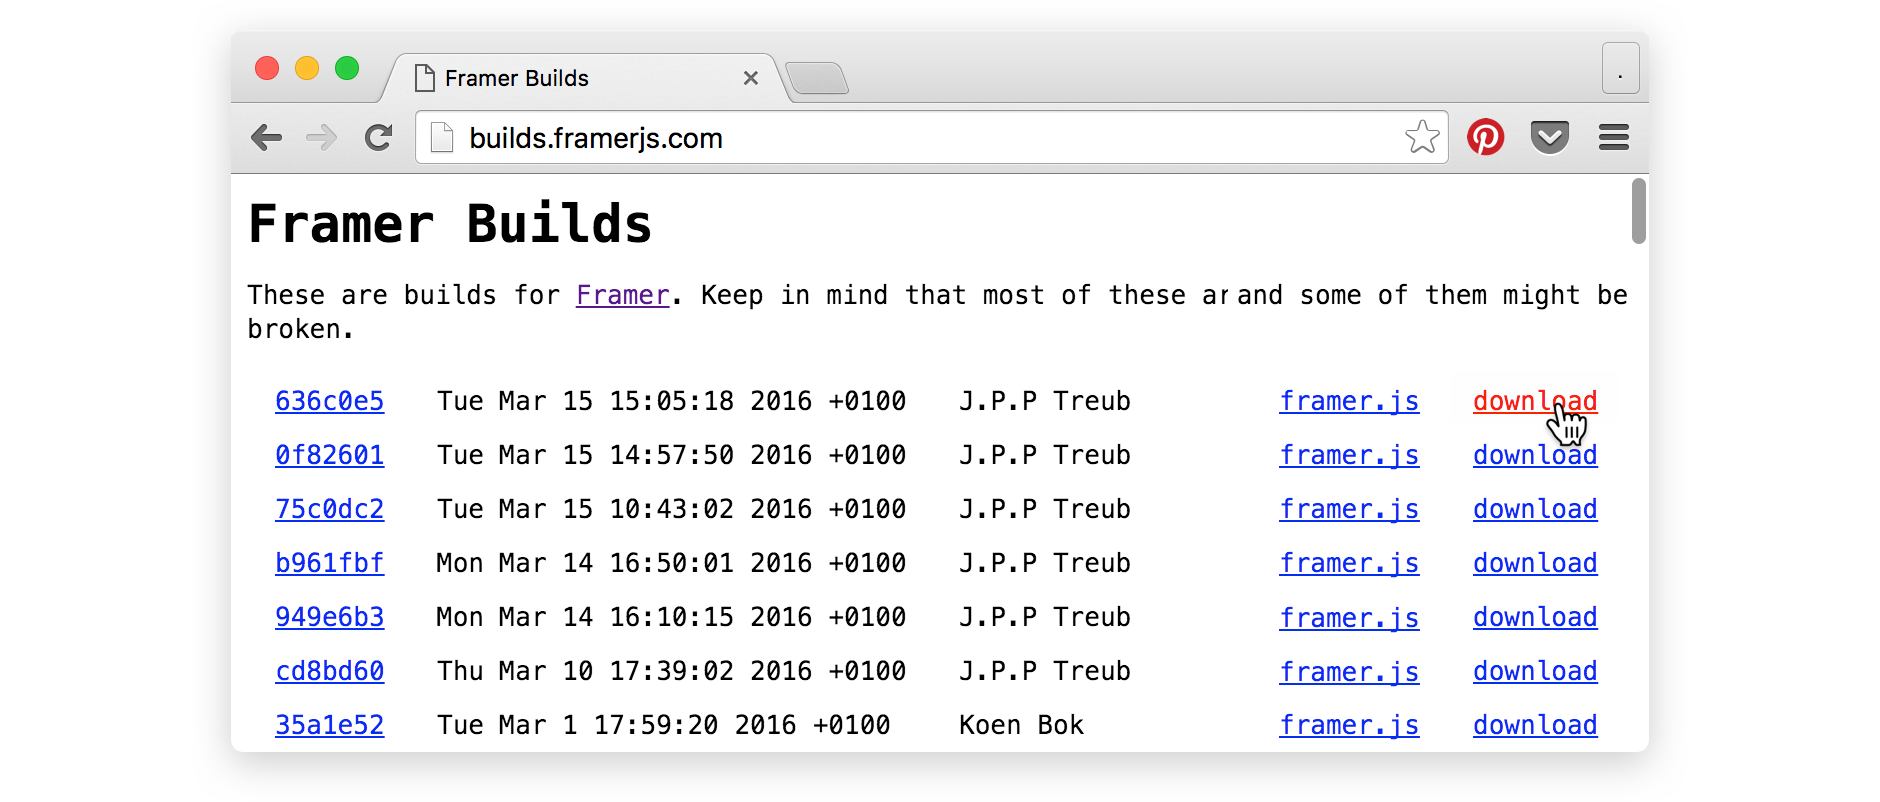 Framer Builds
.
builds.framerjs.com
Framer Builds
These are builds for Framer. Keep in mind that most of these ar and some of them might be
broken.
636c0e5 Tue Mar 15 15:05:18 2016 +0100 J.P.P Treub framer.js download
0f82601 Tue Mar 15 14:57:50 2016 +0100 J.P.P Treub framer.js download
75c0dc2 Tue Mar 15 10:43:02 2016 +0100 J.P.P Treub framer.js download
b961fbf Mon Mar 14 16:50:01 2016 +0100 J.P.P Treub framer.js download
949e6b3 Mon Mar 14 16:10:15 2016 +0100 J.P.P Treub framer.js download
cd8bd60 Thu Mar 10 17:39:02 2016 +0100 J.P.P Treub framer.js download
35a1e52 Tue Mar 1 17:59:20 2016 +0100 Koen Bok framer.js download